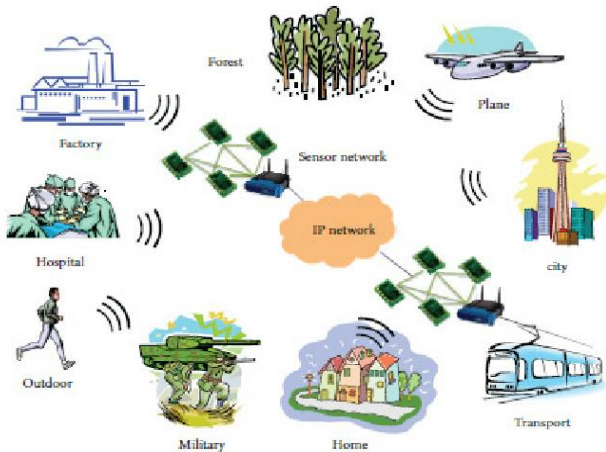 Forest
Plane
Factory
Sensor network
IP network
Hospital
city
Outdoor
Military
Home
Transport